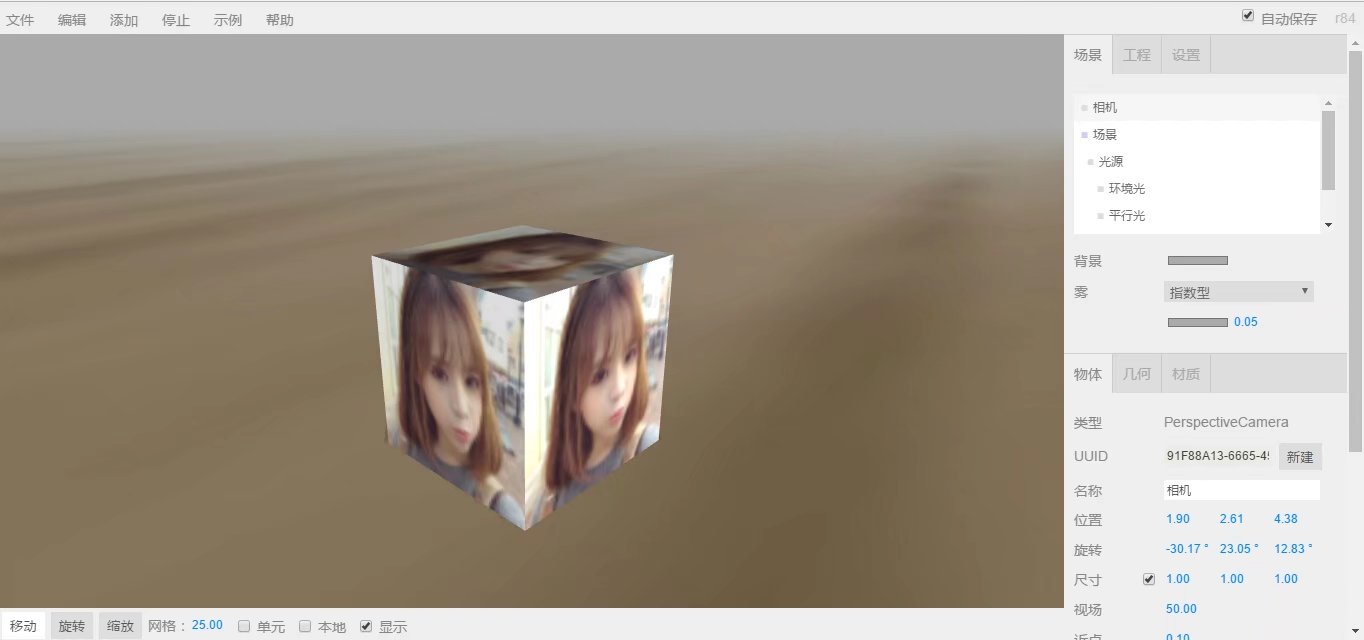 文件 编辑 添加 停止 示例 帮助 自动保存 r84
场景 工程 设置
相机
场景
光源
环境光
平行光
背景
雾 指数型
0.05
物体 几何 材质
类型 PerspectiveCamera
UUID 91F88A13-6665-45 新建
名称 相机
位置 1.90 2.61 4.38
旋转 -30.17 ° 23.05 ° 12.83 °
尺寸 1.00 1.00 1.00
视场 50.00
近点 0.10
移动 旋转 缩放 网格： 25.00 单元 本地 显示